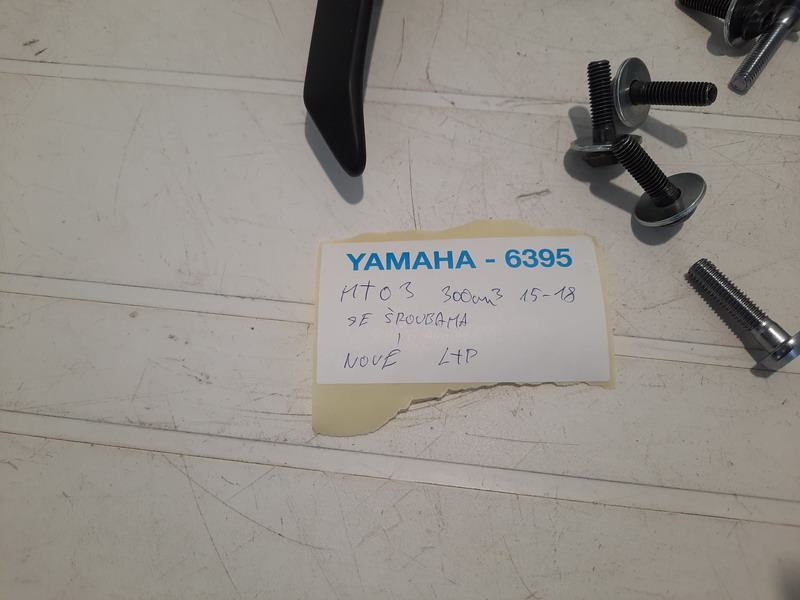 YAMAHA - 6395
MT03 300cm3 15-18
SE ŠROUBAMA
NOVÉ L+P